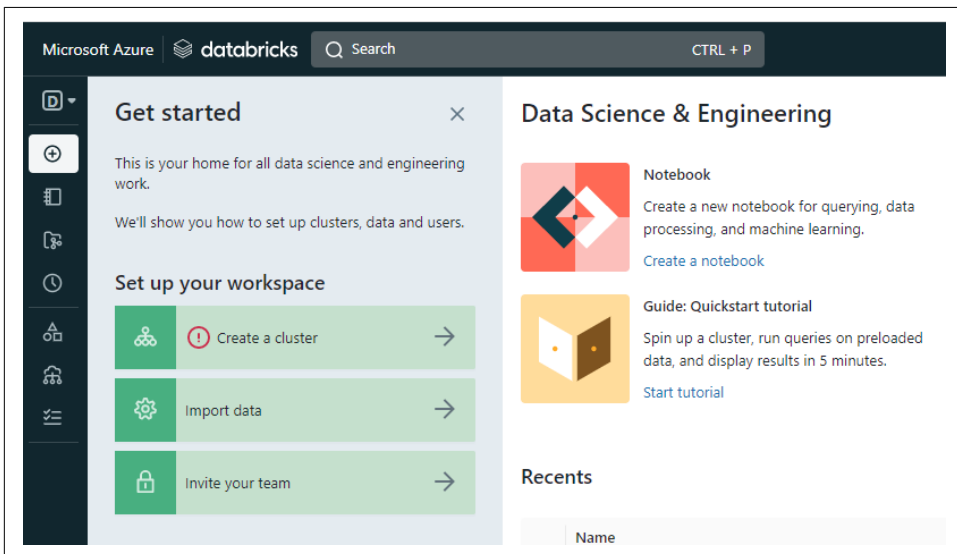 Microsoft Azure databricks Search CTRL + P
D
Get started
This is your home for all data science and engineering
work.
We'll show you how to set up clusters, data and users.
Set up your workspace
Create a cluster
Import data
Invite your team
Data Science & Engineering
Notebook
Create a new notebook for querying, data
processing, and machine learning.
Create a notebook
Guide: Quickstart tutorial
Spin up a cluster, run queries on preloaded
data, and display results in 5 minutes.
Start tutorial
Recents
Name